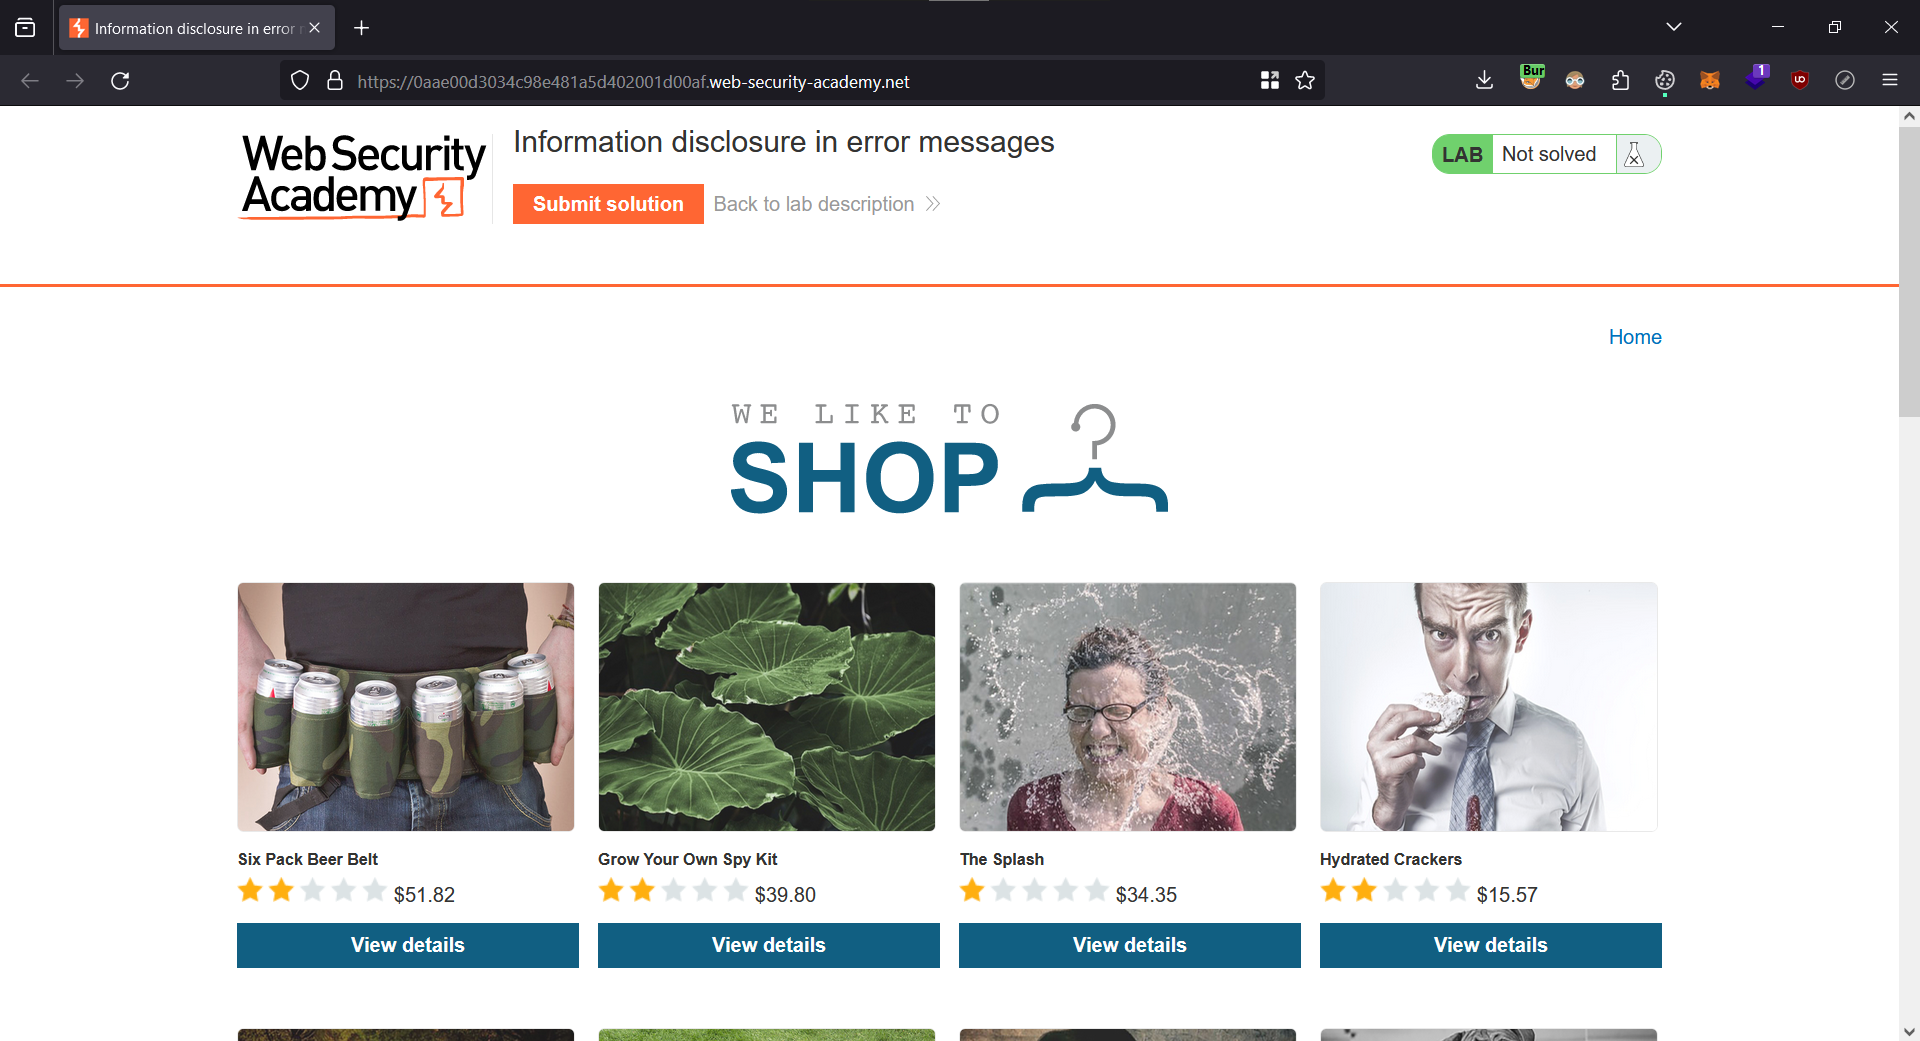 Information disclosure in error
https://0aae00d3034c98e481a5d402001d00af.web-security-academy.net
Bur
1
Web Security
Academy
Information disclosure in error messages
Submit solution
Back to lab description
LAB
Not solved
Home
WE LIKE TO
SHOP
Six Pack Beer Belt
$51.82
View details
Grow Your Own Spy Kit
$39.80
View details
The Splash
$34.35
View details
Hydrated Crackers
$15.57
View details